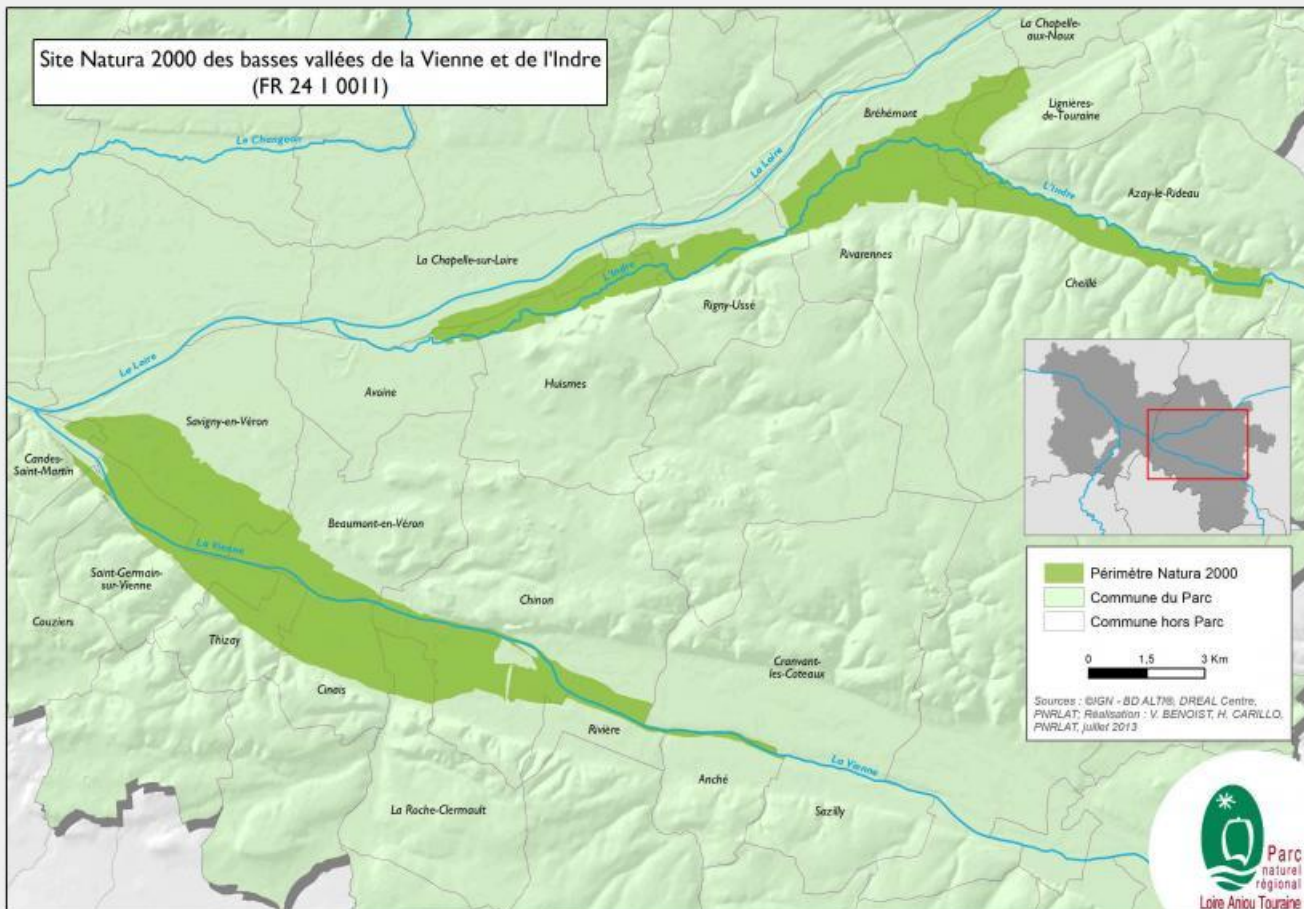 Site Natura 2000 des basses vallées de la Vienne et de l'Indre
(FR 24 1 0011)
La Chapelle-
aux-Naux
Bréhémont
Lignières-
de-Touraine
Le Changeon
La Loire
L'Indre
Azay-le-Rideau
La Chapelle-sur-Loire
L'Indre
Rivarennes
Cheillé
Rigny-Ussé
La Loire
Avoine
Huismes
Savigny-en-Véron
Candes-
Saint-Martin
Beaumont-en-Véron
La Vienne
Saint-Germain-
sur-Vienne
Chinon
Couziers
Thizay
Cravant-
les-Coteaux
Cinais
Rivière
La Vienne
Anché
La Roche-Clermault
Sazilly
Périmètre Natura 2000
Commune du Parc
Commune hors Parc
0 1,5 3 Km
Sources : ©IGN - BD ALTI®, DREAL Centre,
PNRLAT; Réalisation : V. BENOIST, H. CARILLO,
PNRLAT, juillet 2013
Parc
naturel
régional
Loire Anjou Touraine